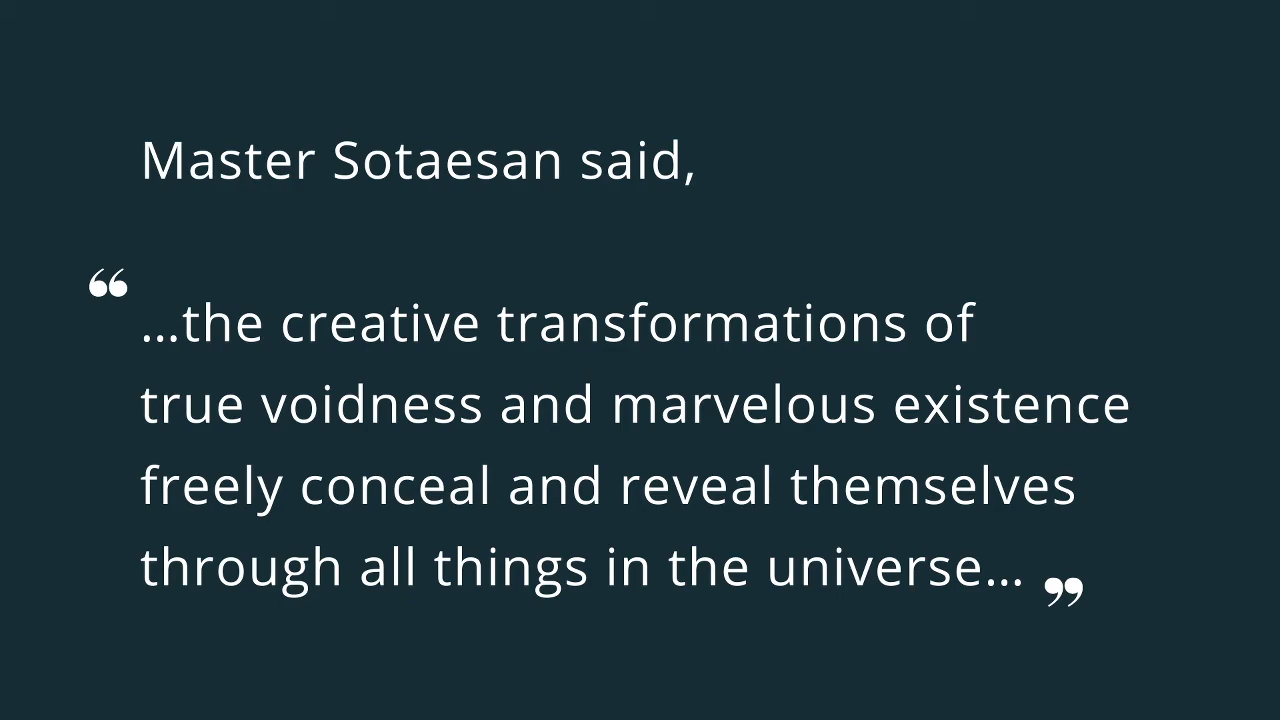 Master Sotaesan said,
“…the creative transformations of
true voidness and marvelous existence
freely conceal and reveal themselves
through all things in the universe…”